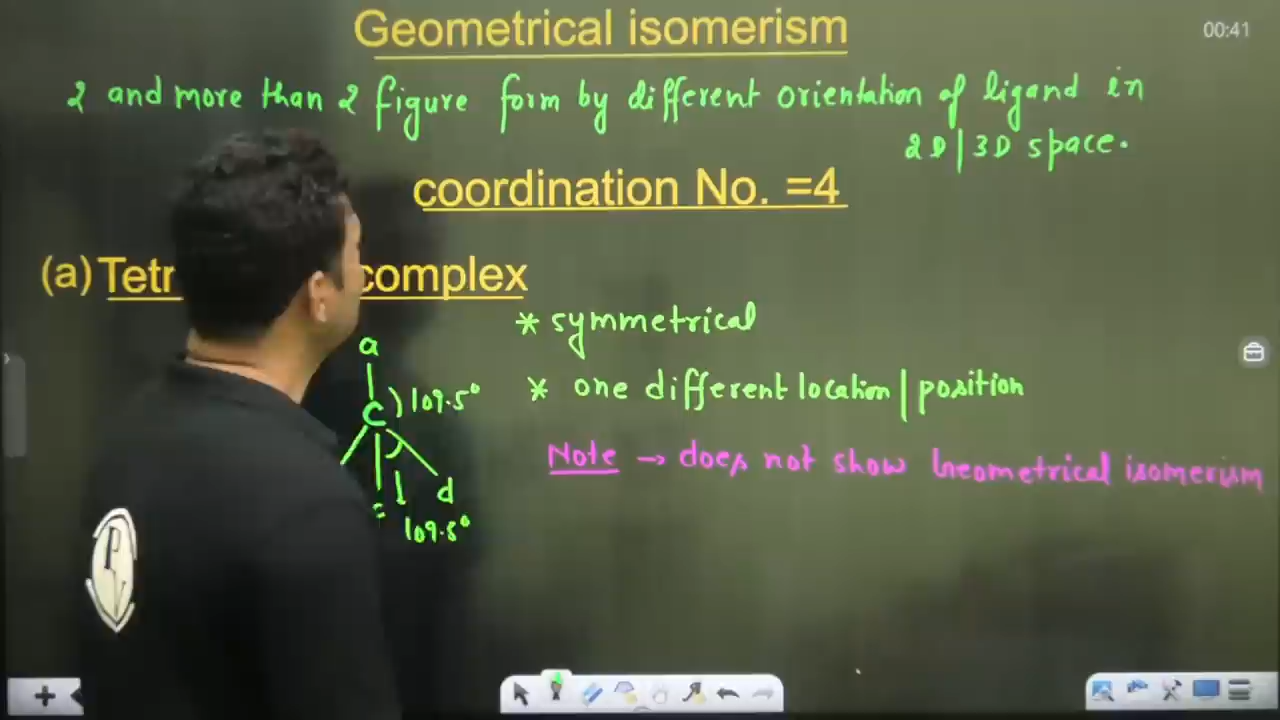 Geometrical isomerism
00:41
2 and more than 2 figure form by different orientation of ligand in
2D/3D space.
coordination No. =4
(a) complex
* symmetrical
a
* one different location/position
C 109.5°
Note → does not show Geometrical isomerism
d
109.5°
PW